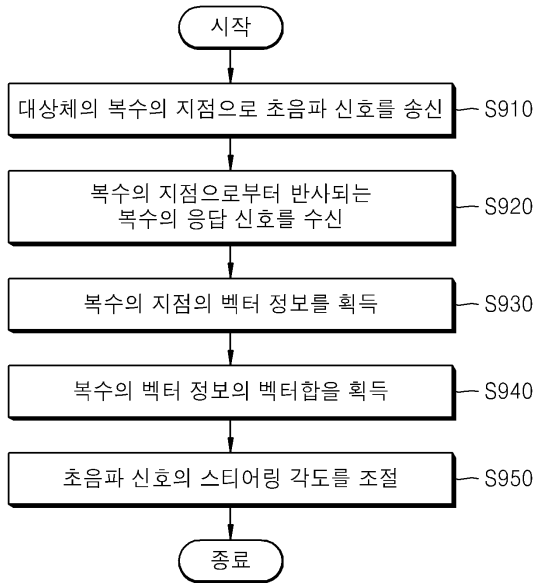 시작
대상체의 복수의 지점으로 초음파 신호를 송신
S910
복수의 지점으로부터 반사되는
복수의 응답 신호를 수신
S920
복수의 지점의 벡터 정보를 획득
S930
복수의 벡터 정보의 벡터합을 획득
S940
초음파 신호의 스티어링 각도를 조절
S950
종료